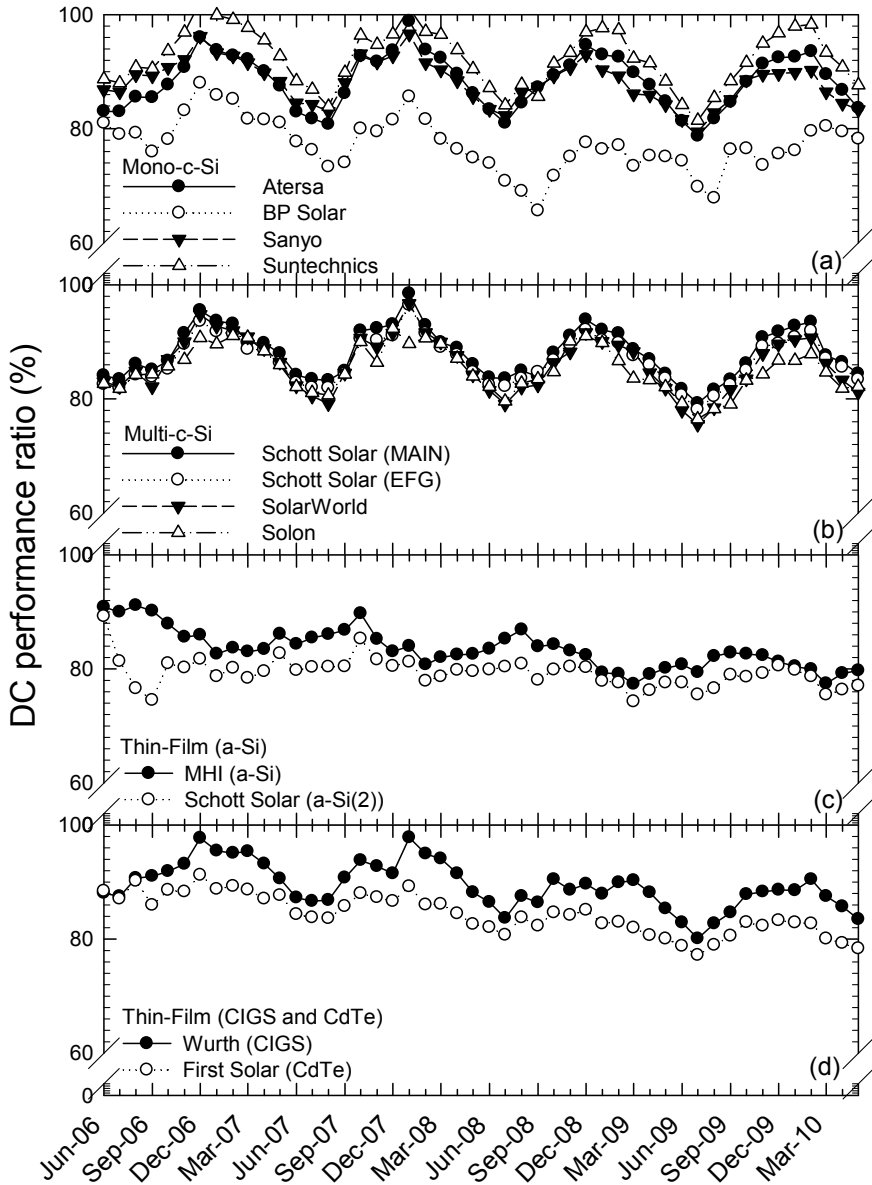 DC performance ratio (%)
100
80
60
Mono-c-Si
Atersa
BP Solar
Sanyo
Suntechnics
(a)
0
100
80
60
Multi-c-Si
Schott Solar (MAIN)
Schott Solar (EFG)
SolarWorld
Solon
(b)
0
100
80
60
Thin-Film (a-Si)
MHI (a-Si)
Schott Solar (a-Si(2))
(c)
0
100
80
60
Thin-Film (CIGS and CdTe)
Wurth (CIGS)
First Solar (CdTe)
(d)
0
Jun-06 Sep-06 Dec-06 Mar-07 Jun-07 Sep-07 Dec-07 Mar-08 Jun-08 Sep-08 Dec-08 Mar-09 Jun-09 Sep-09 Dec-09 Mar-10